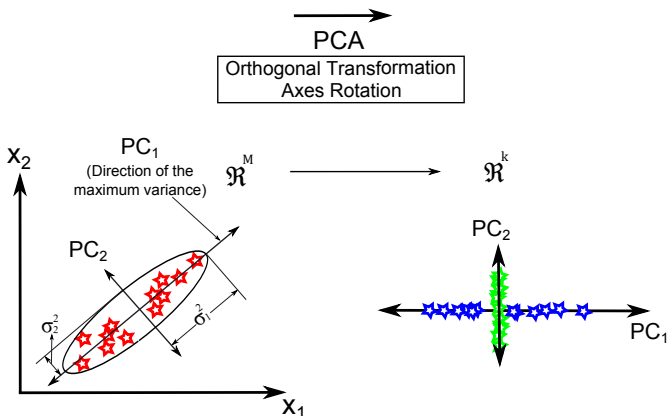 PCA
Orthogonal Transformation
Axes Rotation
x₂
PC₁
(Direction of the
maximum variance)
ℜᴹ
ℜᵏ
PC₂
σ₂²
σ₁²
x₁
PC₂
PC₁